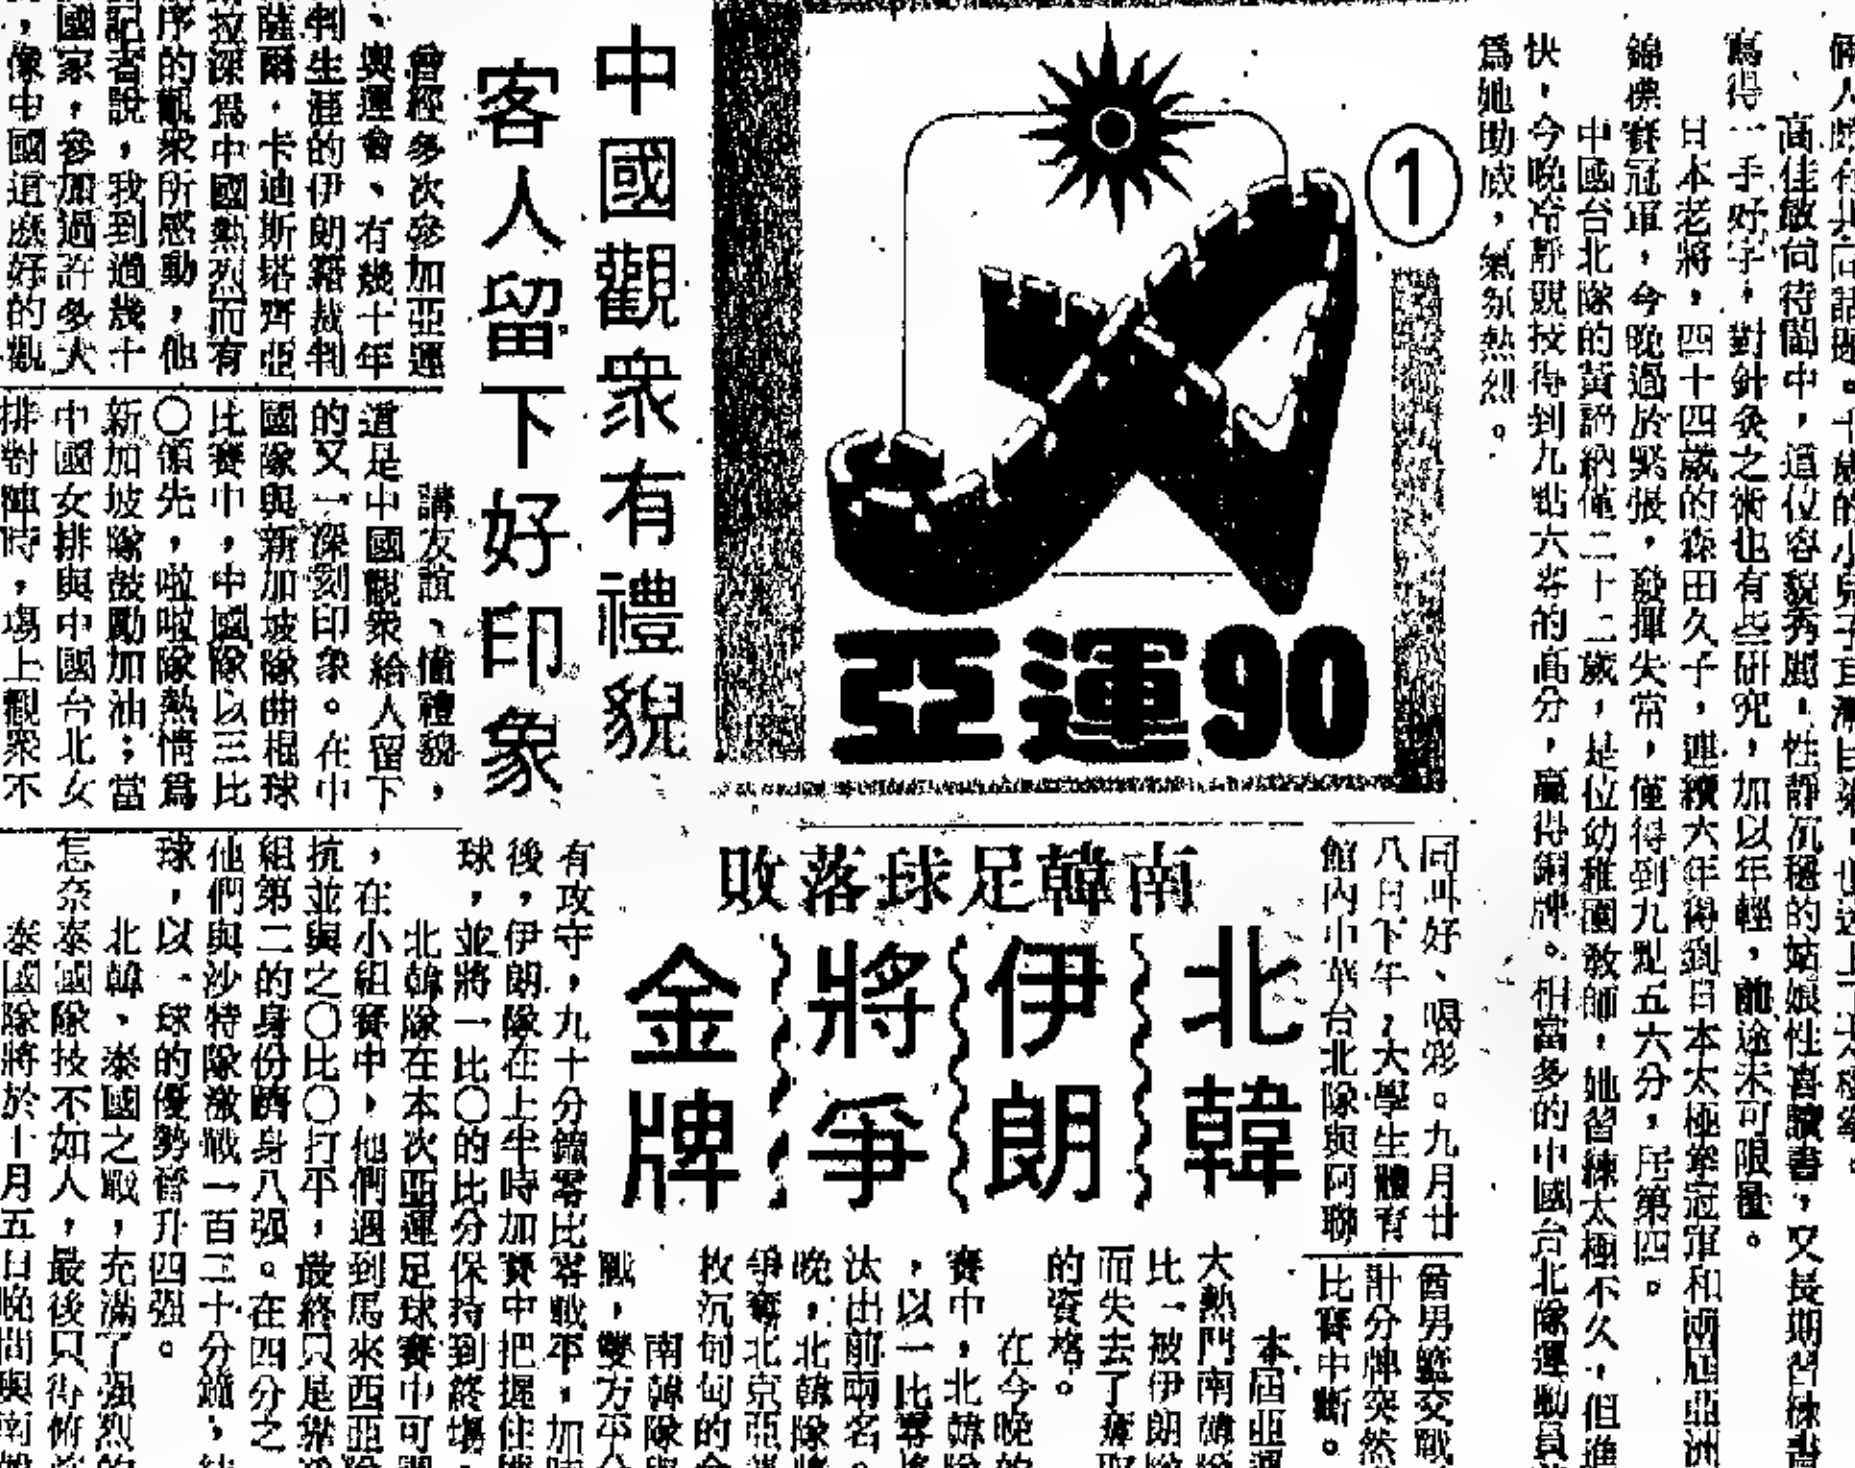 高佳敏尚待閨中，這位容貌秀麗，性靜沉穩的姑娘性喜讀書，又長期習練書
寫得一手好字，對針灸之術也有些研究，加以年輕，前途未可限量。
日本老將，四十四歲的森田久子，連續六年得到日本太極拳冠軍和兩屆亞洲
錦標賽冠軍，今晚過於緊張，發揮失常，僅得到九點五六分，居第四。
中國台北隊的黃納僅二十二歲，是位幼稚園教師，她習練太極不久，但進
快，今晚冷靜競技得到九點六零的高分，贏得銅牌。相當多的中國台北隊運動員
爲她助威，氣氛熱烈。
①
亞運90
中國觀衆有禮貌
客人留下好印象
曾經多次參加亞運
、奧運會、有幾十年
判生涯的伊朗籍裁判
薩爾·卡迪斯塔齊亞
拉深爲中國熱烈而有
序的觀衆所感動，他
記者說，我到過幾十
國家，參加過許多大
，像中國這麼好的觀
講友誼、懂禮貌，
道是中國觀衆給人留下
的又一深刻印象。在中
國隊與新加坡隊曲棍球
比賽中，中國隊以三比
〇領先，啦啦隊熱情爲
新加坡隊鼓勵加油；當
中國女排與中國台北女
排對陣時，場上觀衆不
同叫好、喝彩。九月廿
八日下午，大學生體育
館內中華台北隊與阿聯
酋男籃交戰
計分牌突然
比賽中斷。
南韓足球落敗
北韓
伊朗
將爭
金牌
本屆亞運
大熱門南韓隊
比一被伊朗隊
而失去了奪取
的資格。
在今晚的
賽中，北韓隊
，以一比零將
汰出前兩名。
晚，北韓隊將
爭奪北京亞運
枚沉甸甸的金
南韓隊與
戰，雙方平分
有攻守，九十分鐘零比零戰平，加時
後，伊朗隊在上半時加賽中把握住
球，並將一比〇的比分保持到終場。
北韓隊在本次亞運足球賽中可
，在小組賽中，他們遇到馬來西亞隊
抗並與之〇比〇打平，最終只是
組第二的身份躋身八强。在四分之
他們與沙特隊激戰一百三十分鐘，
球，以一球的優勢晉升四强。
北韓、泰國之戰，充滿了强烈的
怎奈泰國隊技不如人，最後只得俯
泰國隊將於十月五日晚間與南韓